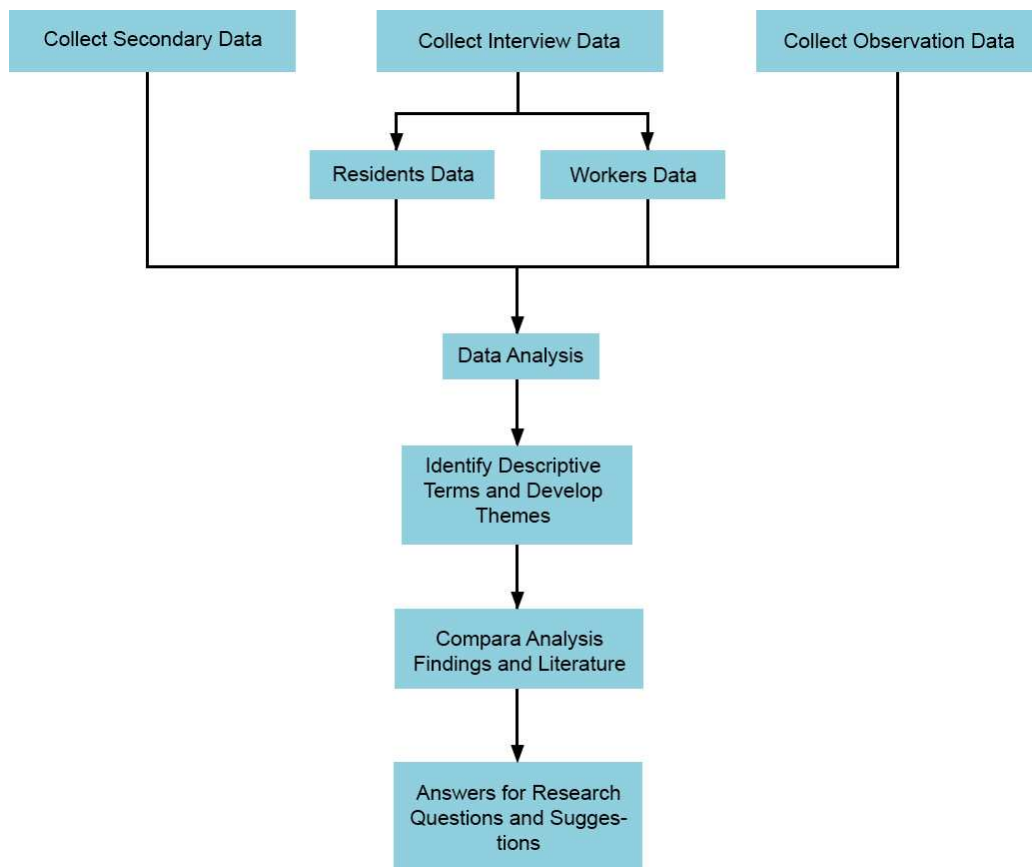 Collect Secondary Data
Collect Interview Data
Collect Observation Data
Residents Data
Workers Data
Data Analysis
Identify Descriptive
Terms and Develop
Themes
Compara Analysis
Findings and Literature
Answers for Research
Questions and Sugges-
tions